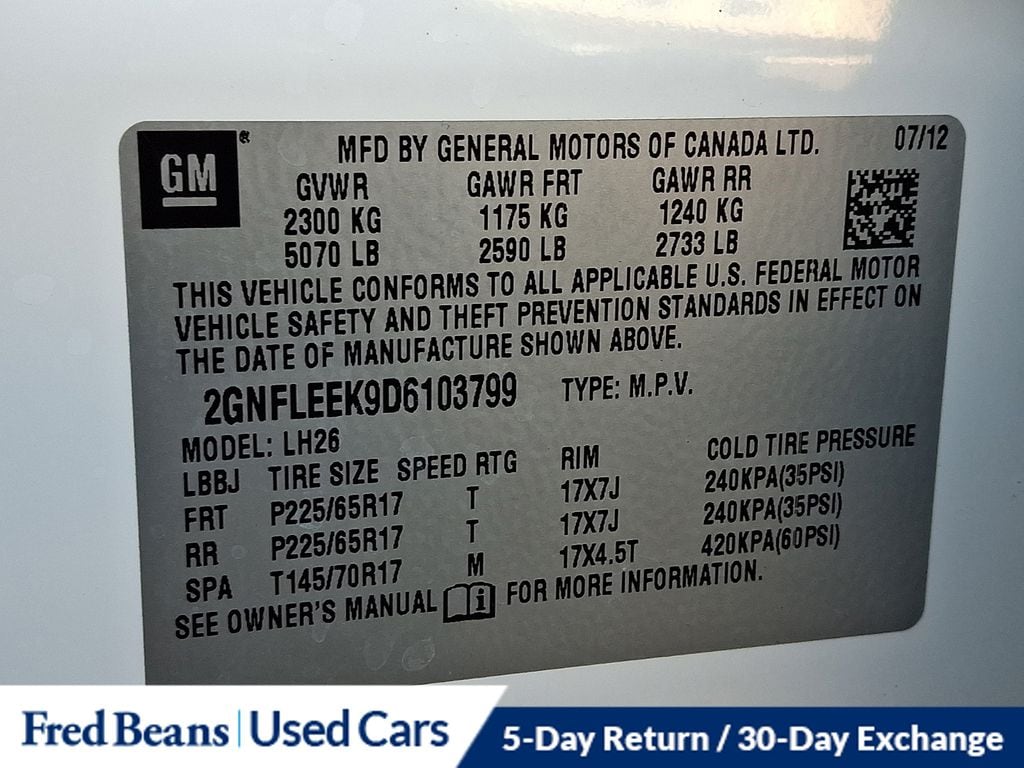 GM
MFD BY GENERAL MOTORS OF CANADA LTD. 07/12
GVWR GAWR FRT GAWR RR
2300 KG 1175 KG 1240 KG
5070 LB 2590 LB 2733 LB
THIS VEHICLE CONFORMS TO ALL APPLICABLE U.S. FEDERAL MOTOR
VEHICLE SAFETY AND THEFT PREVENTION STANDARDS IN EFFECT ON
THE DATE OF MANUFACTURE SHOWN ABOVE.
2GNFLEEK9D6103799 TYPE: M.P.V.
MODEL: LH26
LBBJ TIRE SIZE SPEED RTG RIM COLD TIRE PRESSURE
FRT P225/65R17 T 17X7J 240KPA(35PSI)
RR P225/65R17 T 17X7J 240KPA(35PSI)
SPA T145/70R17 M 17X4.5T 420KPA(60PSI)
SEE OWNER'S MANUAL i FOR MORE INFORMATION.
Fred Beans | Used Cars 5-Day Return / 30-Day Exchange